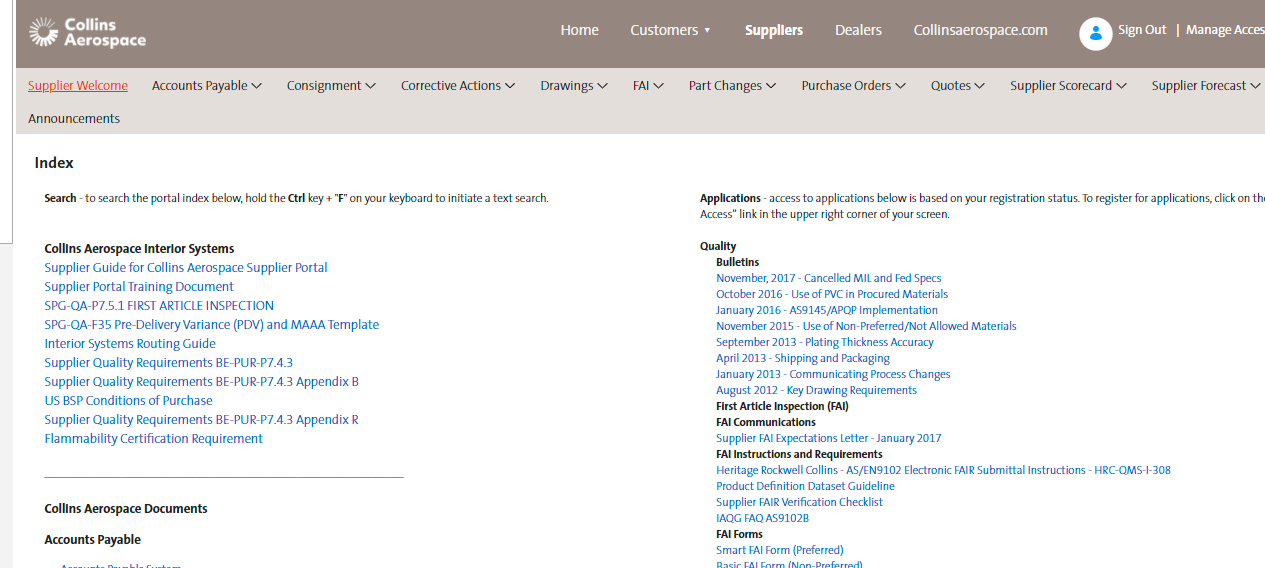 Collins
Aerospace
Home Customers ▾ Suppliers Dealers Collinsaerospace.com Sign Out | Manage Acces
Supplier Welcome Accounts Payable Consignment Corrective Actions Drawings FAI Part Changes Purchase Orders Quotes Supplier Scorecard Supplier Forecast
Announcements
Index
Search - to search the portal index below, hold the Ctrl key + "F" on your keyboard to initiate a text search.
Collins Aerospace Interior Systems
Supplier Guide for Collins Aerospace Supplier Portal
Supplier Portal Training Document
SPG-QA-P7.5.1 FIRST ARTICLE INSPECTION
SPG-QA-F35 Pre-Delivery Variance (PDV) and MAAA Template
Interior Systems Routing Guide
Supplier Quality Requirements BE-PUR-P7.4.3
Supplier Quality Requirements BE-PUR-P7.4.3 Appendix B
US BSP Conditions of Purchase
Supplier Quality Requirements BE-PUR-P7.4.3 Appendix R
Flammability Certification Requirement
Collins Aerospace Documents
Accounts Payable
Accounts Payable System
Applications - access to applications below is based on your registration status. To register for applications, click on the
Access" link in the upper right corner of your screen.
Quality
Bulletins
November, 2017 - Cancelled MIL and Fed Specs
October 2016 - Use of PVC in Procured Materials
January 2016 - AS9145/APQP Implementation
November 2015 - Use of Non-Preferred/Not Allowed Materials
September 2013 - Plating Thickness Accuracy
April 2013 - Shipping and Packaging
January 2013 - Communicating Process Changes
August 2012 - Key Drawing Requirements
First Article Inspection (FAI)
FAI Communications
Supplier FAI Expectations Letter - January 2017
FAI Instructions and Requirements
Heritage Rockwell Collins - AS/EN9102 Electronic FAIR Submittal Instructions - HRC-QMS-I-308
Product Definition Dataset Guideline
Supplier FAIR Verification Checklist
IAQG FAQ AS9102B
FAI Forms
Smart FAI Form (Preferred)
Basic FAI Form (Non-Preferred)